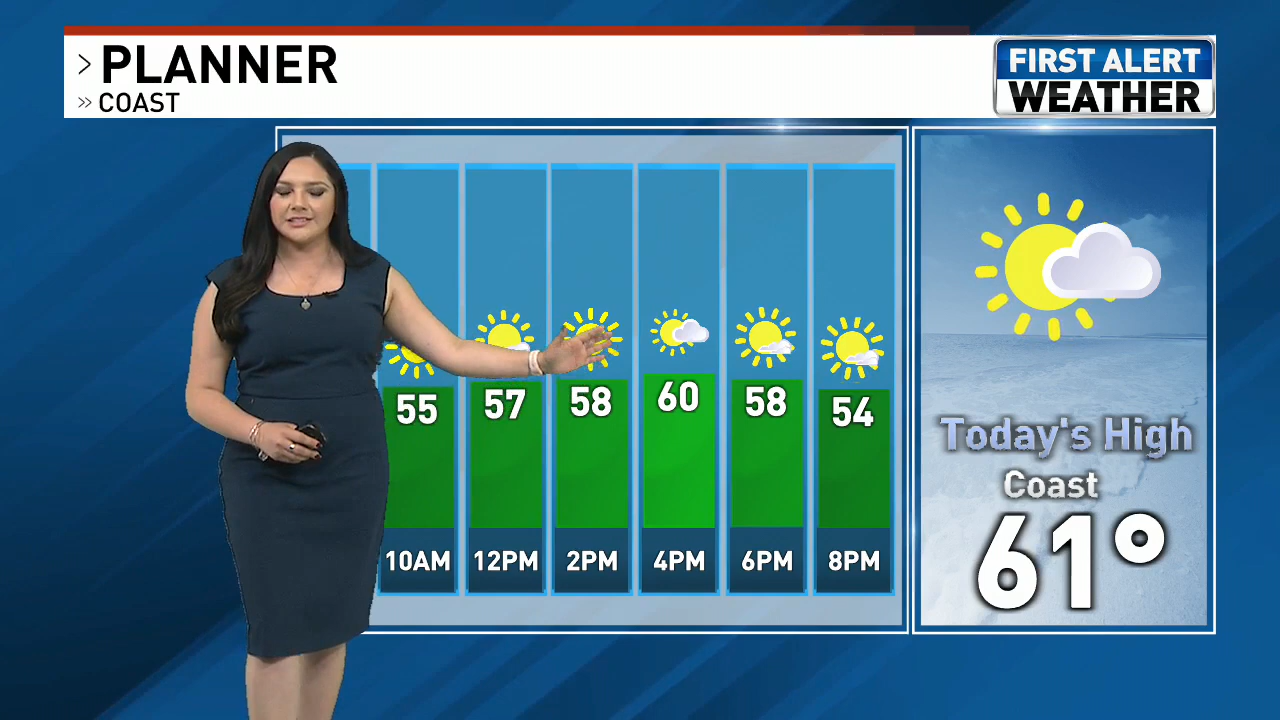 > PLANNER
» COAST
FIRST ALERT
WEATHER
55 57 58 60 58 54
10AM 12PM 2PM 4PM 6PM 8PM
Today's High
Coast
61°